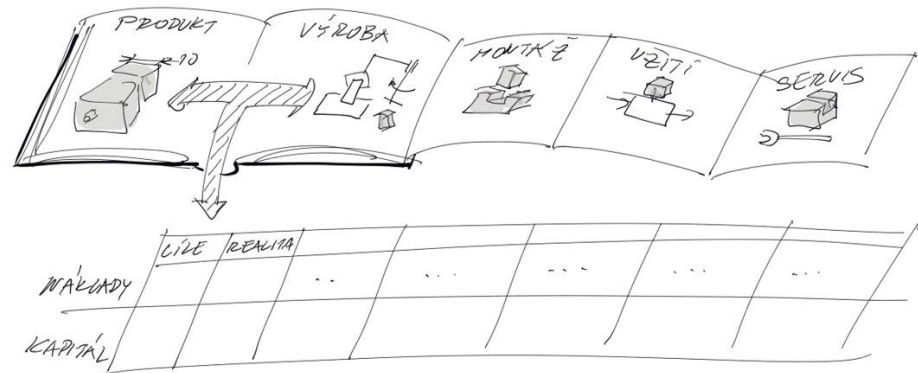 PRODUKT
VÝROBA
MONTÁŽ
UŽITÍ
SERVIS
10
CÍLE
REALITA
...
...
...
...
...
NÁKLADY
KAPITÁL